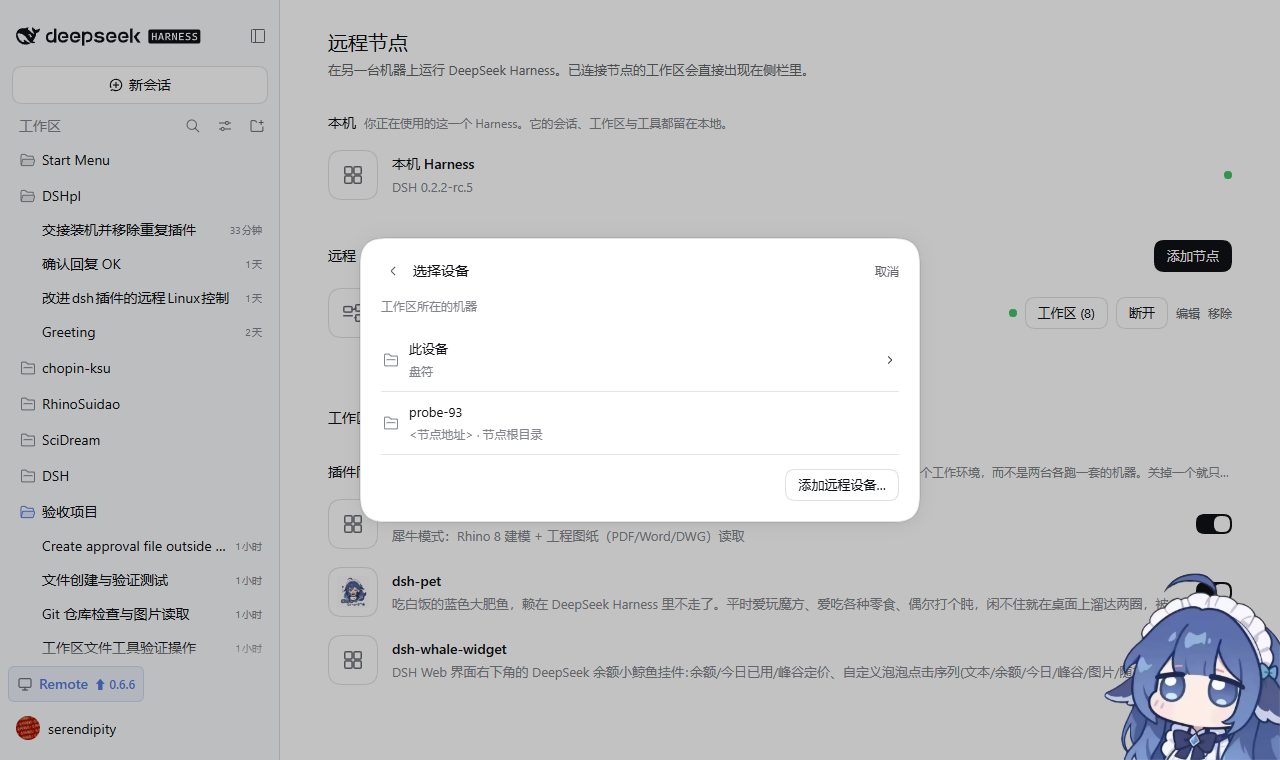 deepseek HARNESS
新会话
工作区
Start Menu
DSHpl
交接装机并移除重复插件 33分钟
确认回复 OK 1天
改进dsh插件的远程Linux控制 1天
Greeting 2天
chopin-ksu
RhinoSuidao
SciDream
DSH
验收项目
Create approval file outside ... 1小时
文件创建与验证测试 1小时
Git 仓库检查与图片读取 1小时
工作区文件工具验证操作 1小时
Remote 0.6.6
serendipity
远程节点
在另一台机器上运行 DeepSeek Harness。已连接节点的工作区会直接出现在侧栏里。
本机 你正在使用的这一个 Harness。它的会话、工作区与工具都留在本地。
本机 Harness
DSH 0.2.2-rc.5
远程
添加节点
工作区 (8) 断开 编辑 移除
选择设备 取消
工作区所在的机器
此设备
盘符
probe-93
<节点地址> · 节点根目录
添加远程设备...
工作
插件
个工作环境，而不是两台各跑一套的机器。关掉一个就只...
犀牛模式：Rhino 8 建模 + 工程图纸（PDF/Word/DWG）读取
dsh-pet
吃白饭的蓝色大肥鱼，赖在 DeepSeek Harness 里不走了。平时爱玩魔方、爱吃各种零食、偶尔打个盹，闲不住就在桌面上溜达两圈，被
dsh-whale-widget
DSH Web 界面右下角的 DeepSeek 余额小鲸鱼挂件:余额/今日已用/峰谷定价、自定义泡泡点击序列(文本/余额/今日/峰谷/图片/随